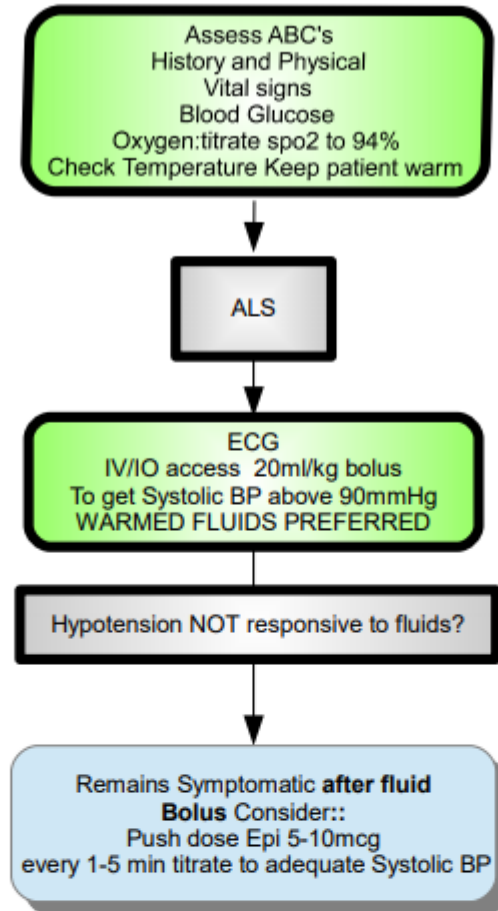 Assess ABC's
History and Physical
Vital signs
Blood Glucose
Oxygen:titrate spo2 to 94%
Check Temperature Keep patient warm
ALS
ECG
IV/IO access 20ml/kg bolus
To get Systolic BP above 90mmHg
WARMED FLUIDS PREFERRED
Hypotension NOT responsive to fluids?
Remains Symptomatic after fluid
Bolus Consider::
Push dose Epi 5-10mcg
every 1-5 min titrate to adequate Systolic BP